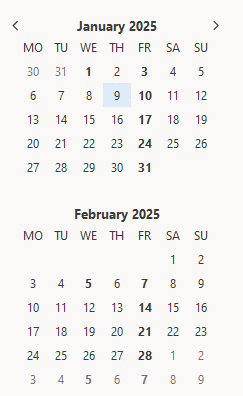 January 2025
MO TU WE TH FR SA SU
30 31 1 2 3 4 5
6 7 8 9 10 11 12
13 14 15 16 17 18 19
20 21 22 23 24 25 26
27 28 29 30 31
February 2025
MO TU WE TH FR SA SU
1 2
3 4 5 6 7 8 9
10 11 12 13 14 15 16
17 18 19 20 21 22 23
24 25 26 27 28 1 2
3 4 5 6 7 8 9